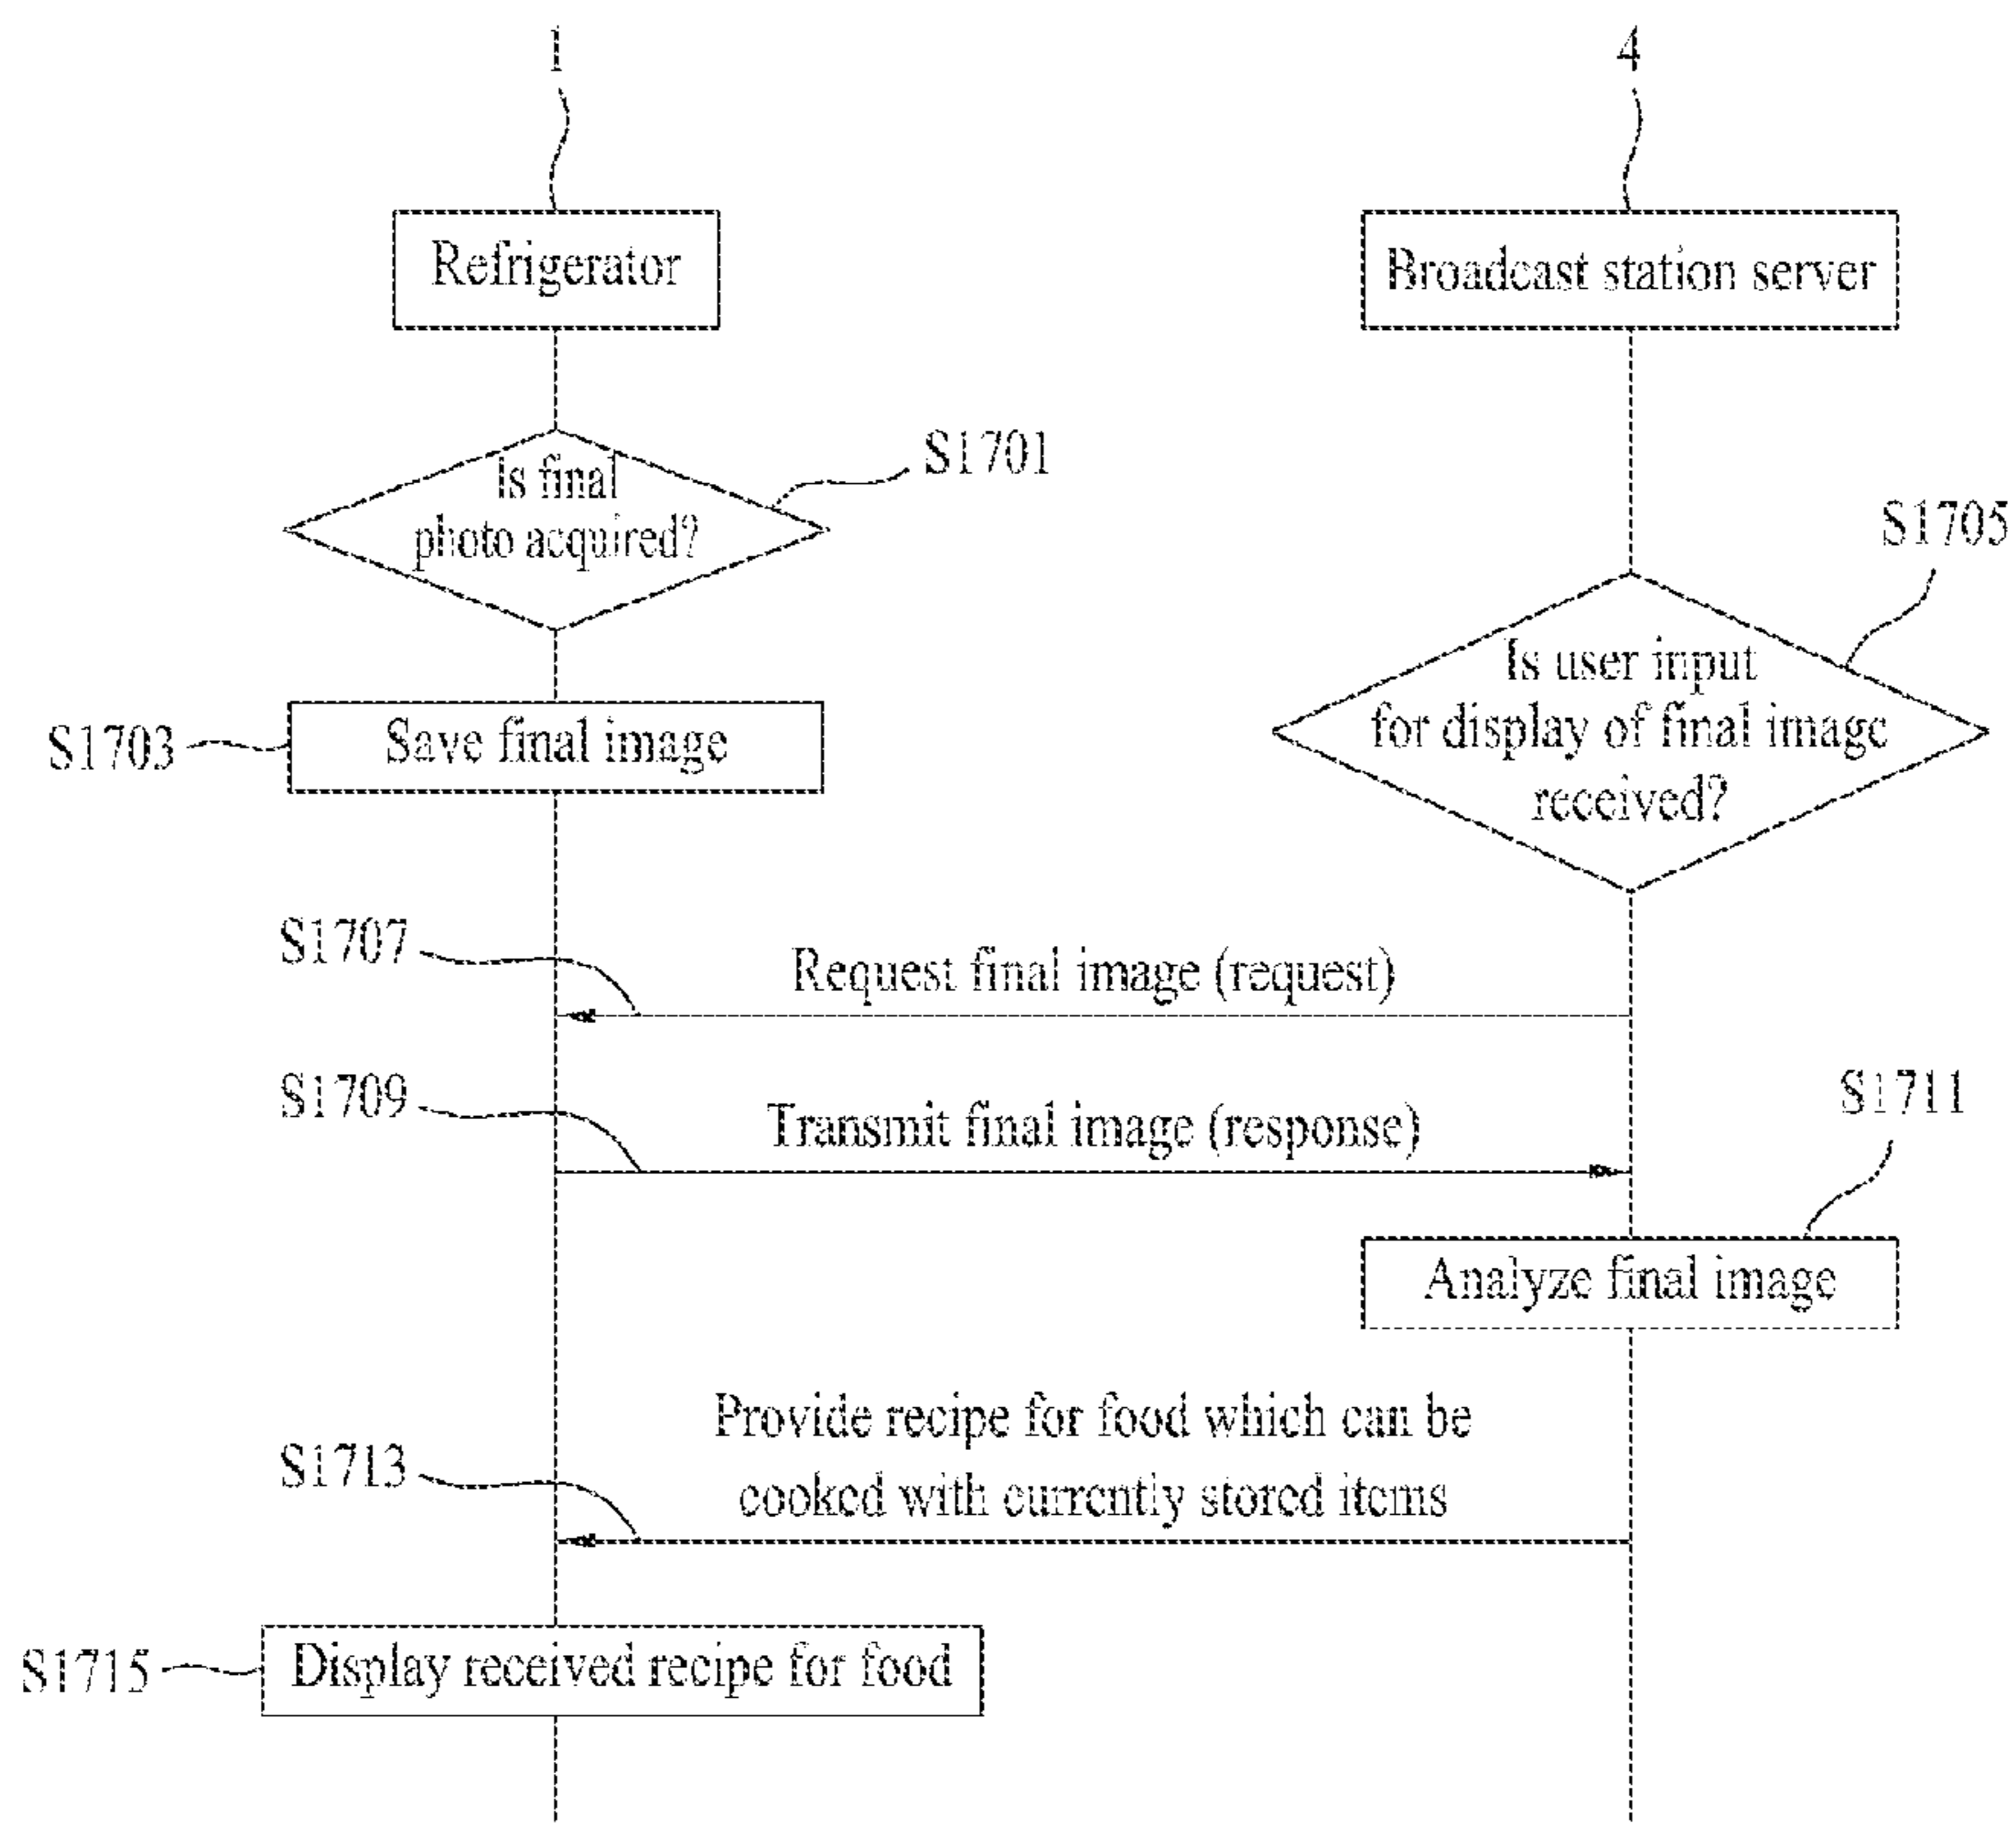 1
4
Refrigerator
Broadcast station server
Is final
photo acquired?
S1701
S1705
Is user input
for display of final image
received?
S1703
Save final image
S1707
Request final image (request)
S1709
Transmit final image (response)
S1711
Analyze final image
Provide recipe for food which can be
cooked with currently stored items
S1713
S1715
Display received recipe for food